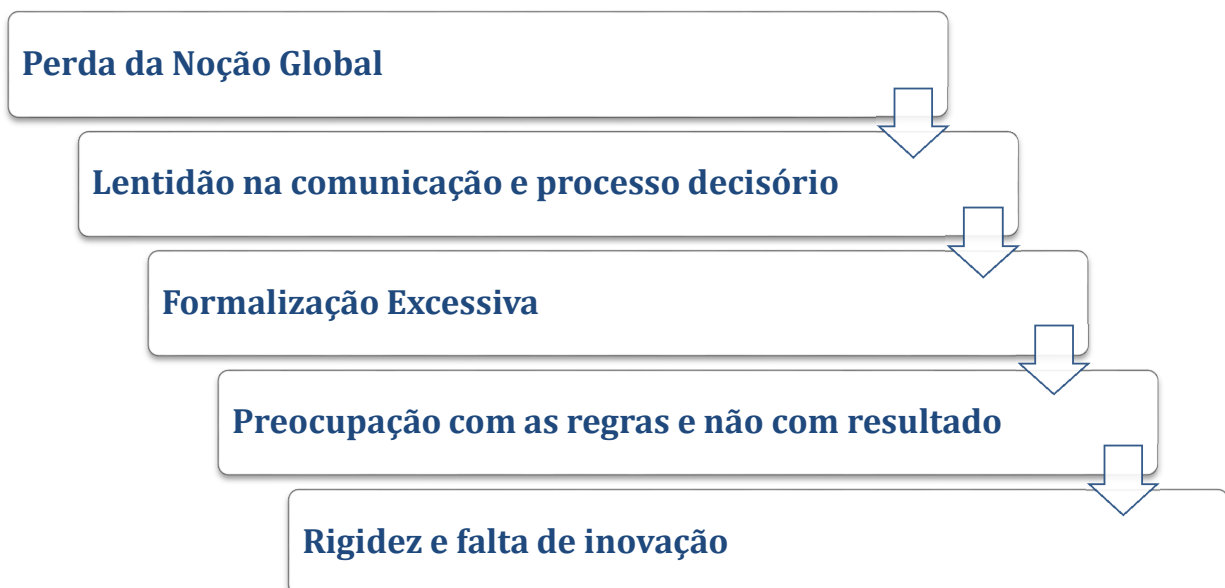 Perda da Noção Global
Lentidão na comunicação e processo decisório
Formalização Excessiva
Preocupação com as regras e não com resultado
Rigidez e falta de inovação